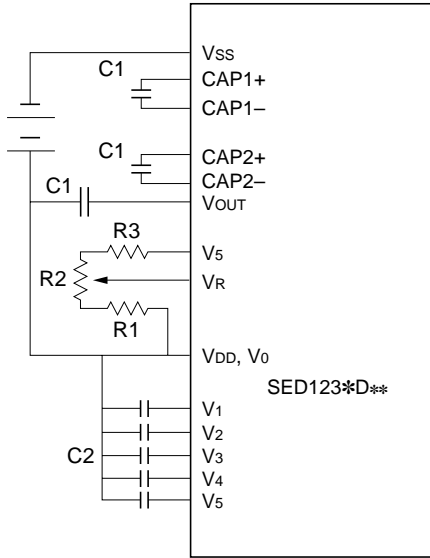 VSS
C1
CAP1+
CAP1–
C1
CAP2+
CAP2–
C1
VOUT
R3
V5
R2
VR
R1
VDD, V0
SED123*D**
V1
V2
C2
V3
V4
V5